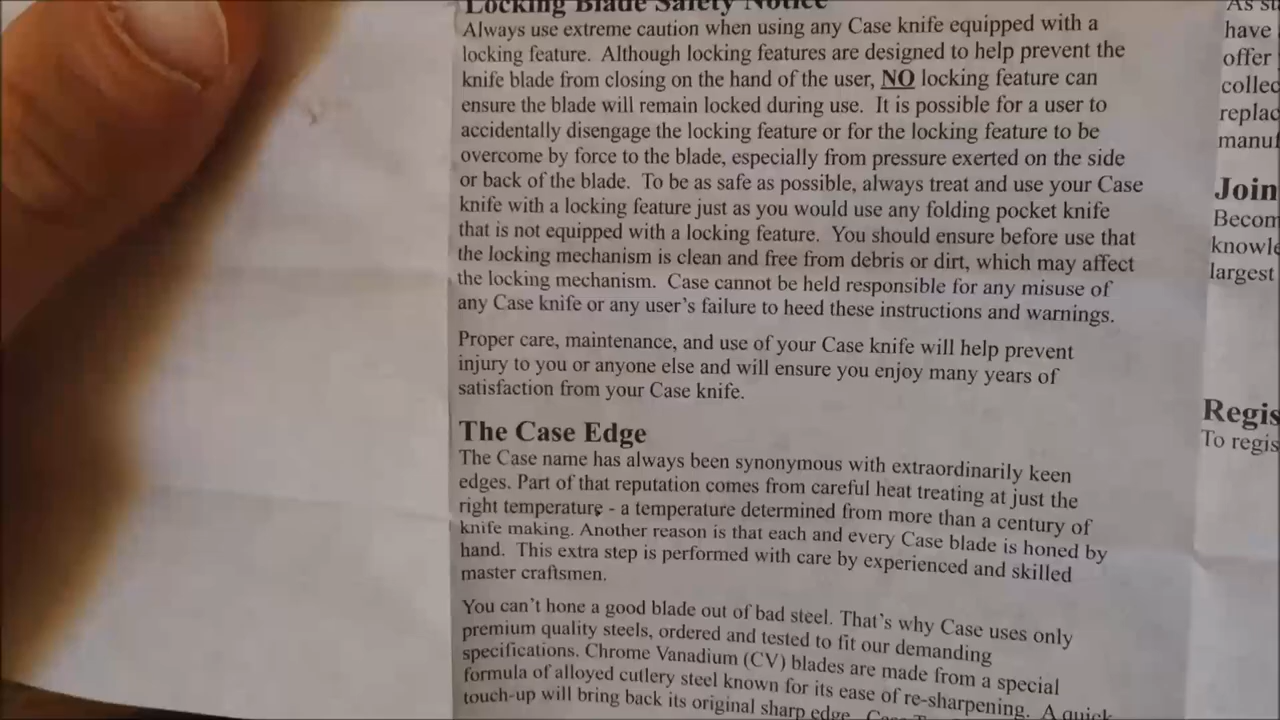 Locking Blade Safety Notice
Always use extreme caution when using any Case knife equipped with a
locking feature. Although locking features are designed to help prevent the
knife blade from closing on the hand of the user, NO locking feature can
ensure the blade will remain locked during use. It is possible for a user to
accidentally disengage the locking feature or for the locking feature to be
overcome by force to the blade, especially from pressure exerted on the side
or back of the blade. To be as safe as possible, always treat and use your Case
knife with a locking feature just as you would use any folding pocket knife
that is not equipped with a locking feature. You should ensure before use that
the locking mechanism is clean and free from debris or dirt, which may affect
the locking mechanism. Case cannot be held responsible for any misuse of
any Case knife or any user's failure to heed these instructions and warnings.
Proper care, maintenance, and use of your Case knife will help prevent
injury to you or anyone else and will ensure you enjoy many years of
satisfaction from your Case knife.
The Case Edge
The Case name has always been synonymous with extraordinarily keen
edges. Part of that reputation comes from careful heat treating at just the
right temperature - a temperature determined from more than a century of
knife making. Another reason is that each and every Case blade is honed by
hand. This extra step is performed with care by experienced and skilled
master craftsmen.
You can't hone a good blade out of bad steel. That's why Case uses only
premium quality steels, ordered and tested to fit our demanding
specifications. Chrome Vanadium (CV) blades are made from a special
formula of alloyed cutlery steel known for its ease of re-sharpening. A quick
touch-up will bring back its original sharp edge.
As
have
offer
collec
replac
manuf
Join
Becom
knowle
largest
Regis
To regis